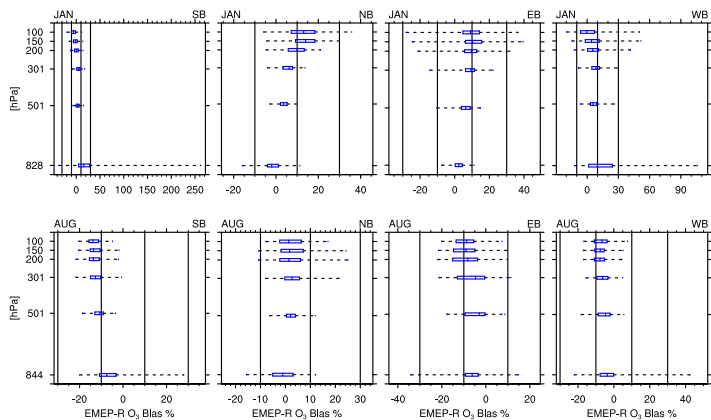 JAN SB JAN NB JAN EB JAN WB
100
150
200
301
501
828
[hPa]
0 50 100 150 200 250
-20 0 20 40
-20 0 20 40
0 30 60 90
AUG SB AUG NB AUG EB AUG WB
100
150
200
301
501
844
[hPa]
-20 0 20
-20 -10 0 10 20 30
-40 -20 0 20
-20 0 20 40
EMEP-R O3 BIas % EMEP-R O3 BIas % EMEP-R O3 BIas % EMEP-R O3 BIas %